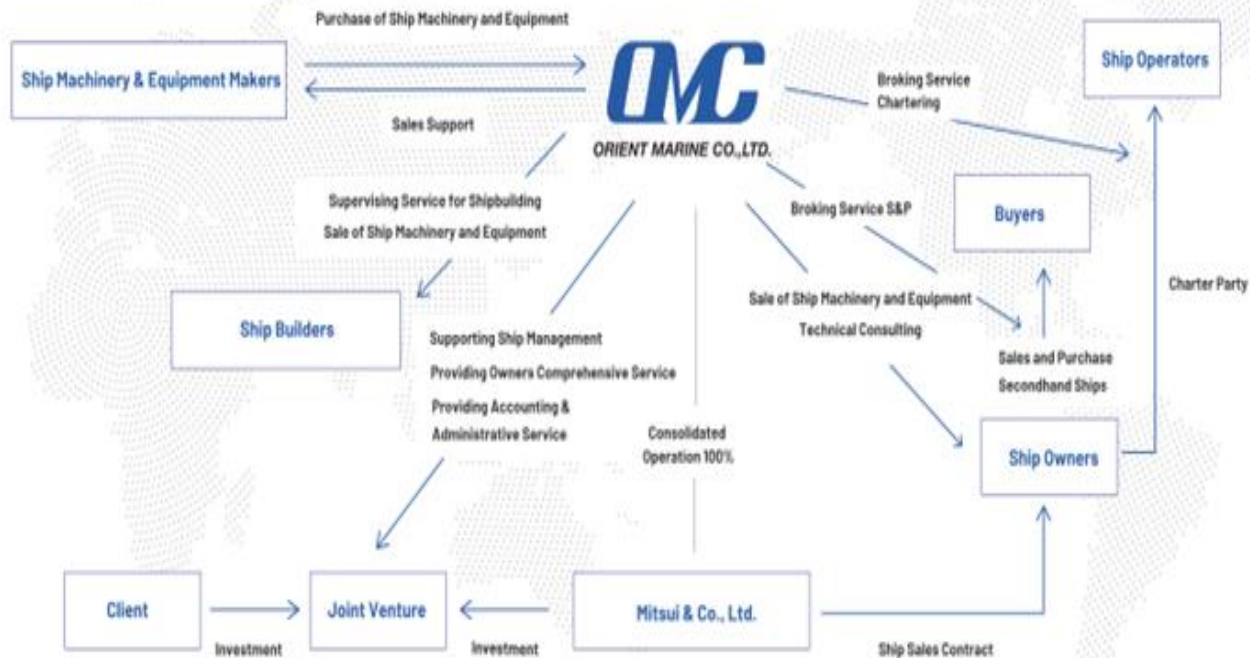 Purchase of Ship Machinery and Equipment
Ship Machinery & Equipment Makers
OMC
ORIENT MARINE CO.,LTD.
Ship Operators
Broking Service
Chartering
Sales Support
Supervising Service for Shipbuilding
Sale of Ship Machinery and Equipment
Broking Service S&P
Buyers
Charter Party
Ship Builders
Sale of Ship Machinery and Equipment
Technical Consulting
Supporting Ship Management
Providing Owners Comprehensive Service
Providing Accounting &
Administrative Service
Sales and Purchase
Secondhand Ships
Consolidated
Operation 100%
Ship Owners
Client
Joint Venture
Mitsui & Co., Ltd.
Investment
Investment
Ship Sales Contract